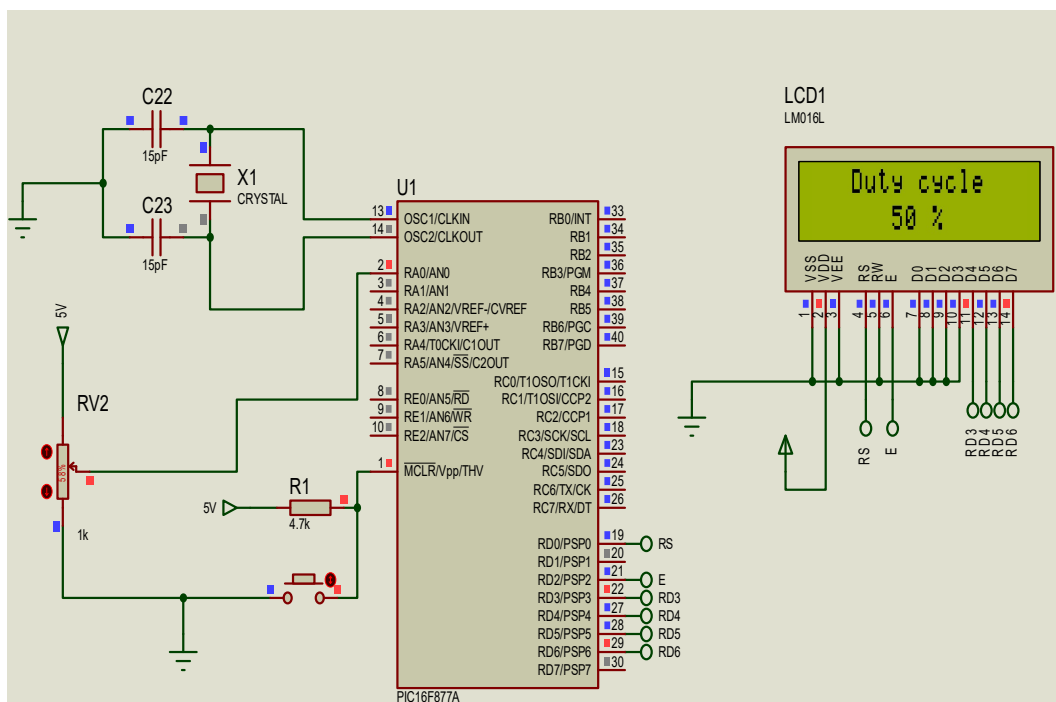 C22
15pF
C23
15pF
X1
CRYSTAL
5V
RV2
58%
1k
5V
R1
4.7k
U1
13 OSC1/CLKIN
14 OSC2/CLKOUT
2 RA0/AN0
3 RA1/AN1
4 RA2/AN2/VREF-/CVREF
5 RA3/AN3/VREF+
6 RA4/T0CKI/C1OUT
7 RA5/AN4/SS/C2OUT
8 RE0/AN5/RD
9 RE1/AN6/WR
10 RE2/AN7/CS
1 MCLR/Vpp/THV
RB0/INT 33
RB1 34
RB2 35
RB3/PGM 36
RB4 37
RB5 38
RB6/PGC 39
RB7/PGD 40
RC0/T1OSO/T1CKI 15
RC1/T1OSI/CCP2 16
RC2/CCP1 17
RC3/SCK/SCL 18
RC4/SDI/SDA 23
RC5/SDO 24
RC6/TX/CK 25
RC7/RX/DT 26
RD0/PSP0 19 RS
RD1/PSP1 20
RD2/PSP2 21 E
RD3/PSP3 22 RD3
RD4/PSP4 27 RD4
RD5/PSP5 28 RD5
RD6/PSP6 29 RD6
RD7/PSP7 30
PIC16F877A
LCD1
LM016L
Duty cycle
50 %
VSS VDD VEE RS RW E D0 D1 D2 D3 D4 D5 D6 D7
1 2 3 4 5 6 7 8 9 10 11 12 13 14
RS E RD3 RD4 RD5 RD6